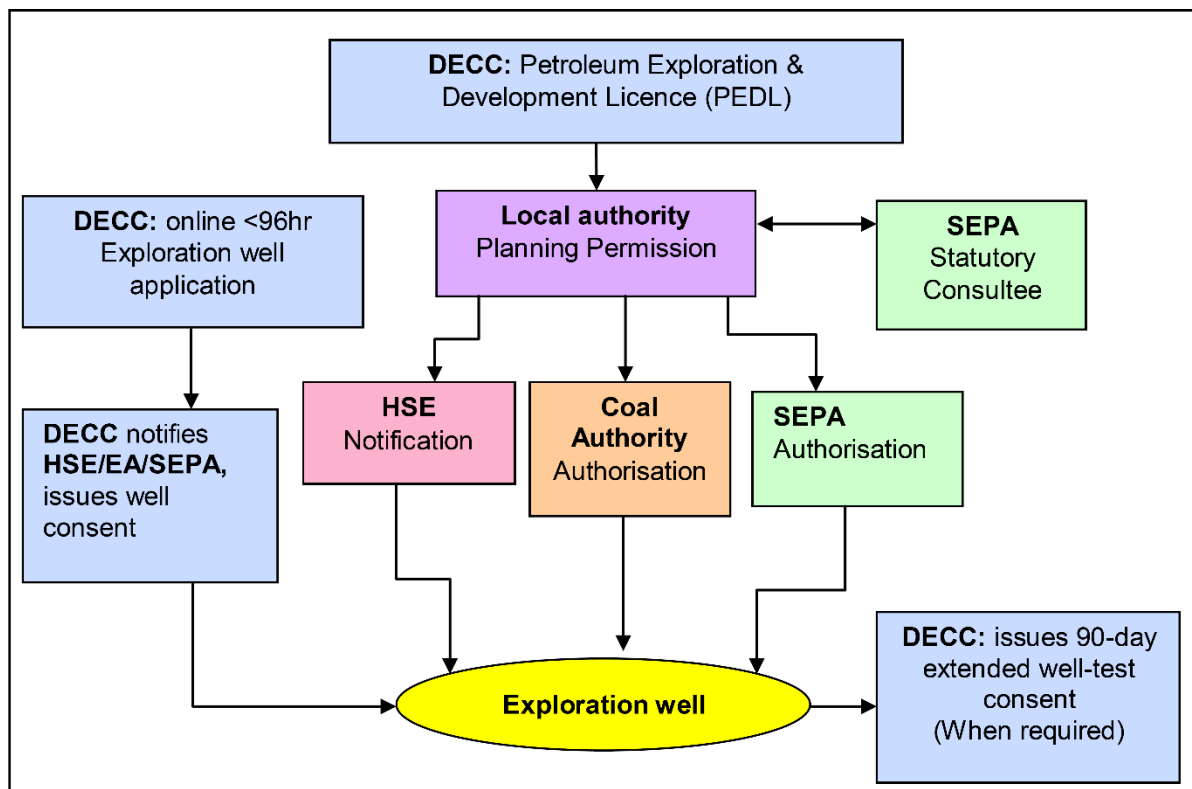 DECC: Petroleum Exploration &
Development Licence (PEDL)
DECC: online <96hr
Exploration well
application
Local authority
Planning Permission
SEPA
Statutory
Consultee
DECC notifies
HSE/EA/SEPA,
issues well
consent
HSE
Notification
Coal
Authority
Authorisation
SEPA
Authorisation
Exploration well
DECC: issues 90-day
extended well-test
consent
(When required)